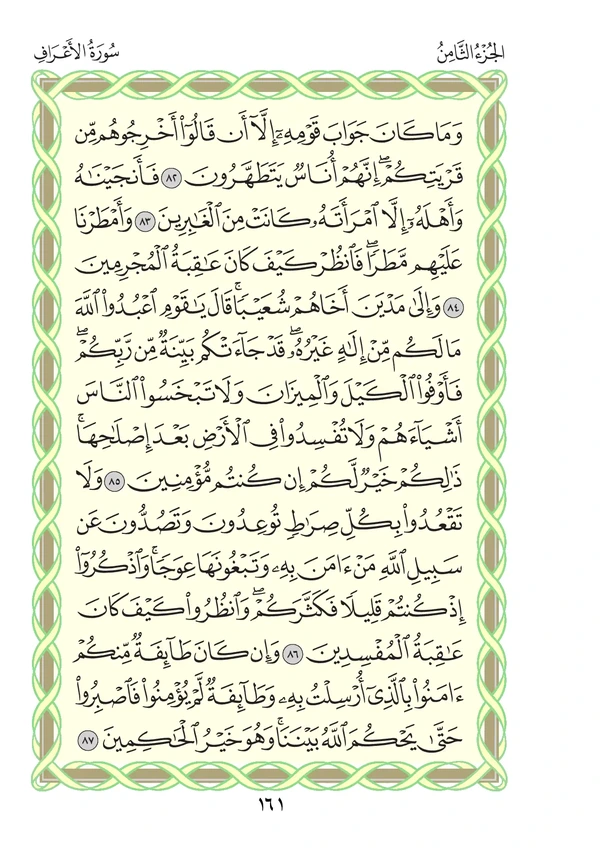 الجُزْءُ الثَّامِنُ
سُورَةُ الأَعْرَافِ
وَمَا كَانَ جَوَابَ قَوْمِهِۦٓ إِلَّآ أَن قَالُوٓا۟ أَخْرِجُوهُم مِّن
قَرْيَتِكُمْۖ إِنَّهُمْ أُنَاسٌ يَتَطَهَّرُونَ ٨٢ فَأَنجَيْنَٰهُ
وَأَهْلَهُۥٓ إِلَّا ٱمْرَأَتَهُۥ كَانَتْ مِنَ ٱلْغَٰبِرِينَ ٨٣ وَأَمْطَرْنَا
عَلَيْهِم مَّطَرًاۖ فَٱنظُرْ كَيْفَ كَانَ عَٰقِبَةُ ٱلْمُجْرِمِينَ
٨٤ وَإِلَىٰ مَدْيَنَ أَخَاهُمْ شُعَيْبًاۚ قَالَ يَٰقَوْمِ ٱعْبُدُوا۟ ٱللَّهَ
مَا لَكُم مِّنْ إِلَٰهٍ غَيْرُهُۥۖ قَدْ جَآءَتْكُم بَيِّنَةٌ مِّن رَّبِّكُمْۖ
فَأَوْفُوا۟ ٱلْكَيْلَ وَٱلْمِيزَانَ وَلَا تَبْخَسُوا۟ ٱلنَّاسَ
أَشْيَآءَهُمْ وَلَا تُفْسِدُوا۟ فِى ٱلْأَرْضِ بَعْدَ إِصْلَٰحِهَاۚ
ذَٰلِكُمْ خَيْرٌ لَّكُمْ إِن كُنتُم مُّؤْمِنِينَ ٨٥ وَلَا
تَقْعُدُوا۟ بِكُلِّ صِرَٰطٍ تُوعِدُونَ وَتَصُدُّونَ عَن
سَبِيلِ ٱللَّهِ مَنْ ءَامَنَ بِهِۦ وَتَبْغُونَهَا عِوَجًاۚ وَٱذْكُرُوٓا۟
إِذْ كُنتُمْ قَلِيلًا فَكَثَّرَكُمْۖ وَٱنظُرُوا۟ كَيْفَ كَانَ
عَٰقِبَةُ ٱلْمُفْسِدِينَ ٨٦ وَإِن كَانَ طَآئِفَةٌ مِّنكُمْ
ءَامَنُوا۟ بِٱلَّذِىٓ أُرْسِلْتُ بِهِۦ وَطَآئِفَةٌ لَّمْ يُؤْمِنُوا۟ فَٱصْبِرُوا۟
حَتَّىٰ يَحْكُمَ ٱللَّهُ بَيْنَنَاۚ وَهُوَ خَيْرُ ٱلْحَٰكِمِينَ ٨٧
١٦١